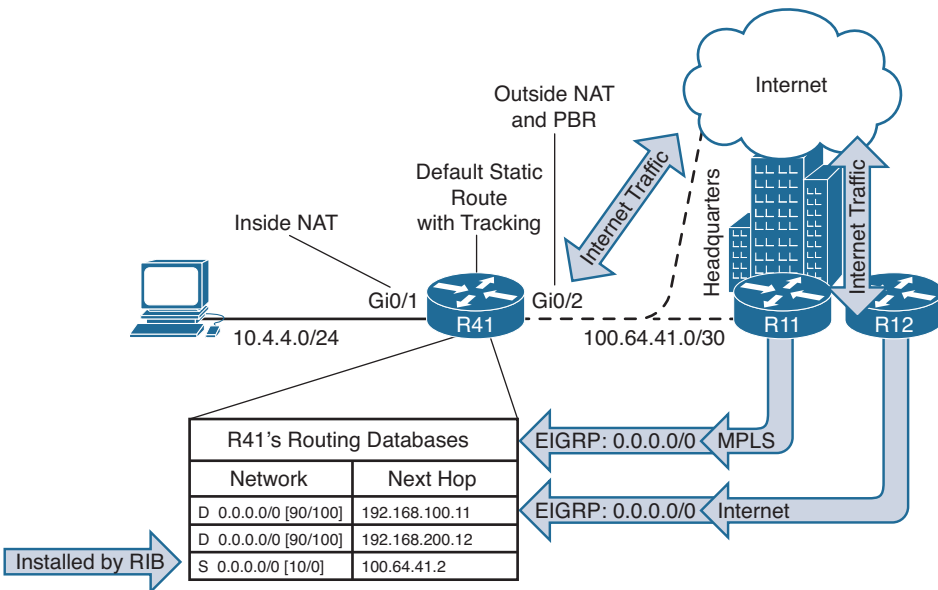 Internet
Outside NAT
and PBR
Internet Traffic
Internet Traffic
Default Static
Route
with Tracking
Headquarters
Inside NAT
Gi0/1
Gi0/2
R41
R11
R12
10.4.4.0/24
100.64.41.0/30
R41's Routing Databases
EIGRP: 0.0.0.0/0
MPLS
Network
Next Hop
D 0.0.0.0/0 [90/100]
192.168.100.11
EIGRP: 0.0.0.0/0
Internet
D 0.0.0.0/0 [90/100]
192.168.200.12
Installed by RIB
S 0.0.0.0/0 [10/0]
100.64.41.2